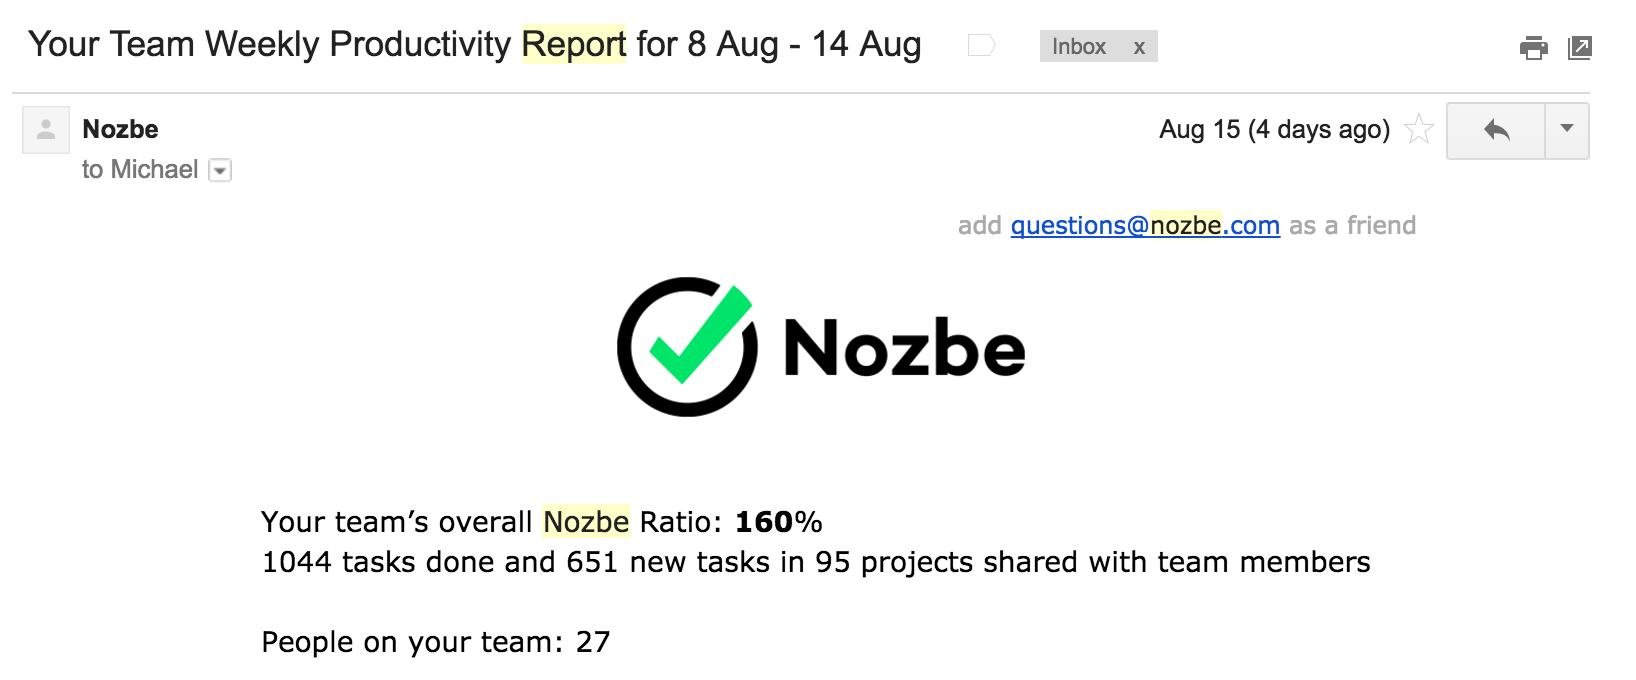 Your Team Weekly Productivity Report for 8 Aug - 14 Aug
Inbox x
Nozbe
Aug 15 (4 days ago)
to Michael
add questions@nozbe.com as a friend
Nozbe
Your team’s overall Nozbe Ratio: 160%
1044 tasks done and 651 new tasks in 95 projects shared with team members
People on your team: 27